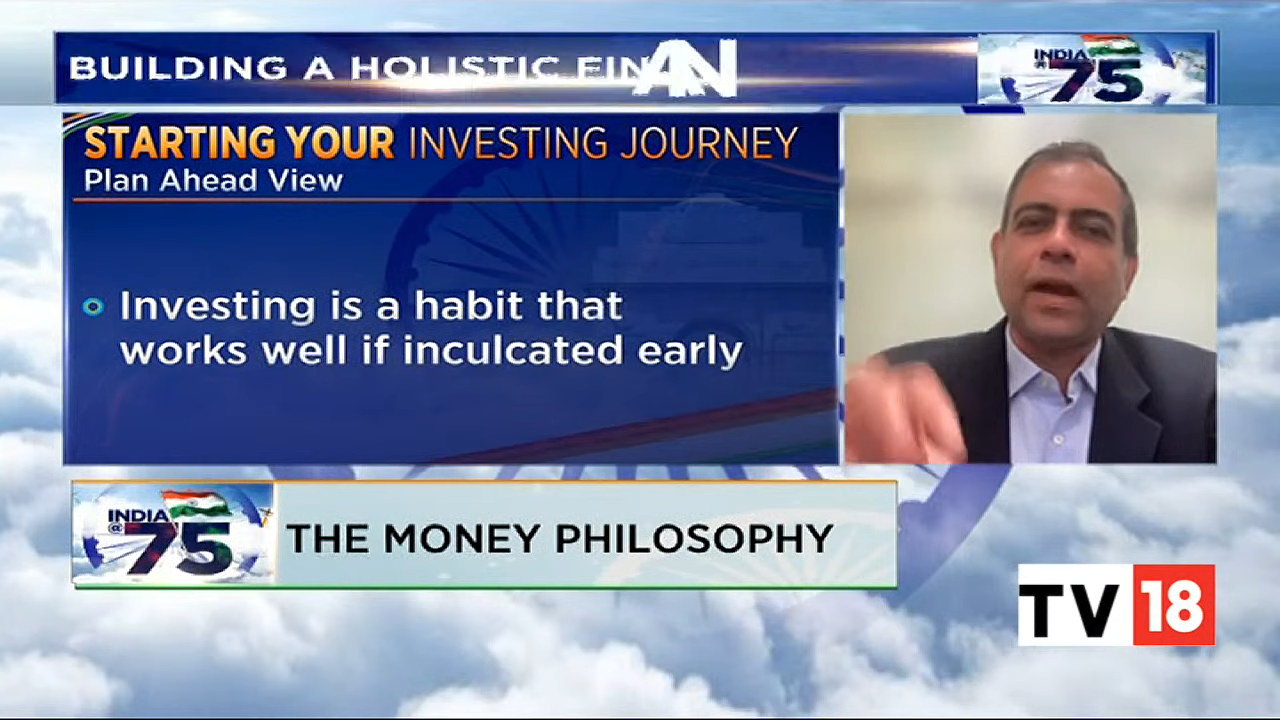 BUILDING A HOLISTIC FIN
INDIA
@75
STARTING YOUR INVESTING JOURNEY
Plan Ahead View
Investing is a habit that
works well if inculcated early
INDIA
@75
THE MONEY PHILOSOPHY
TV18